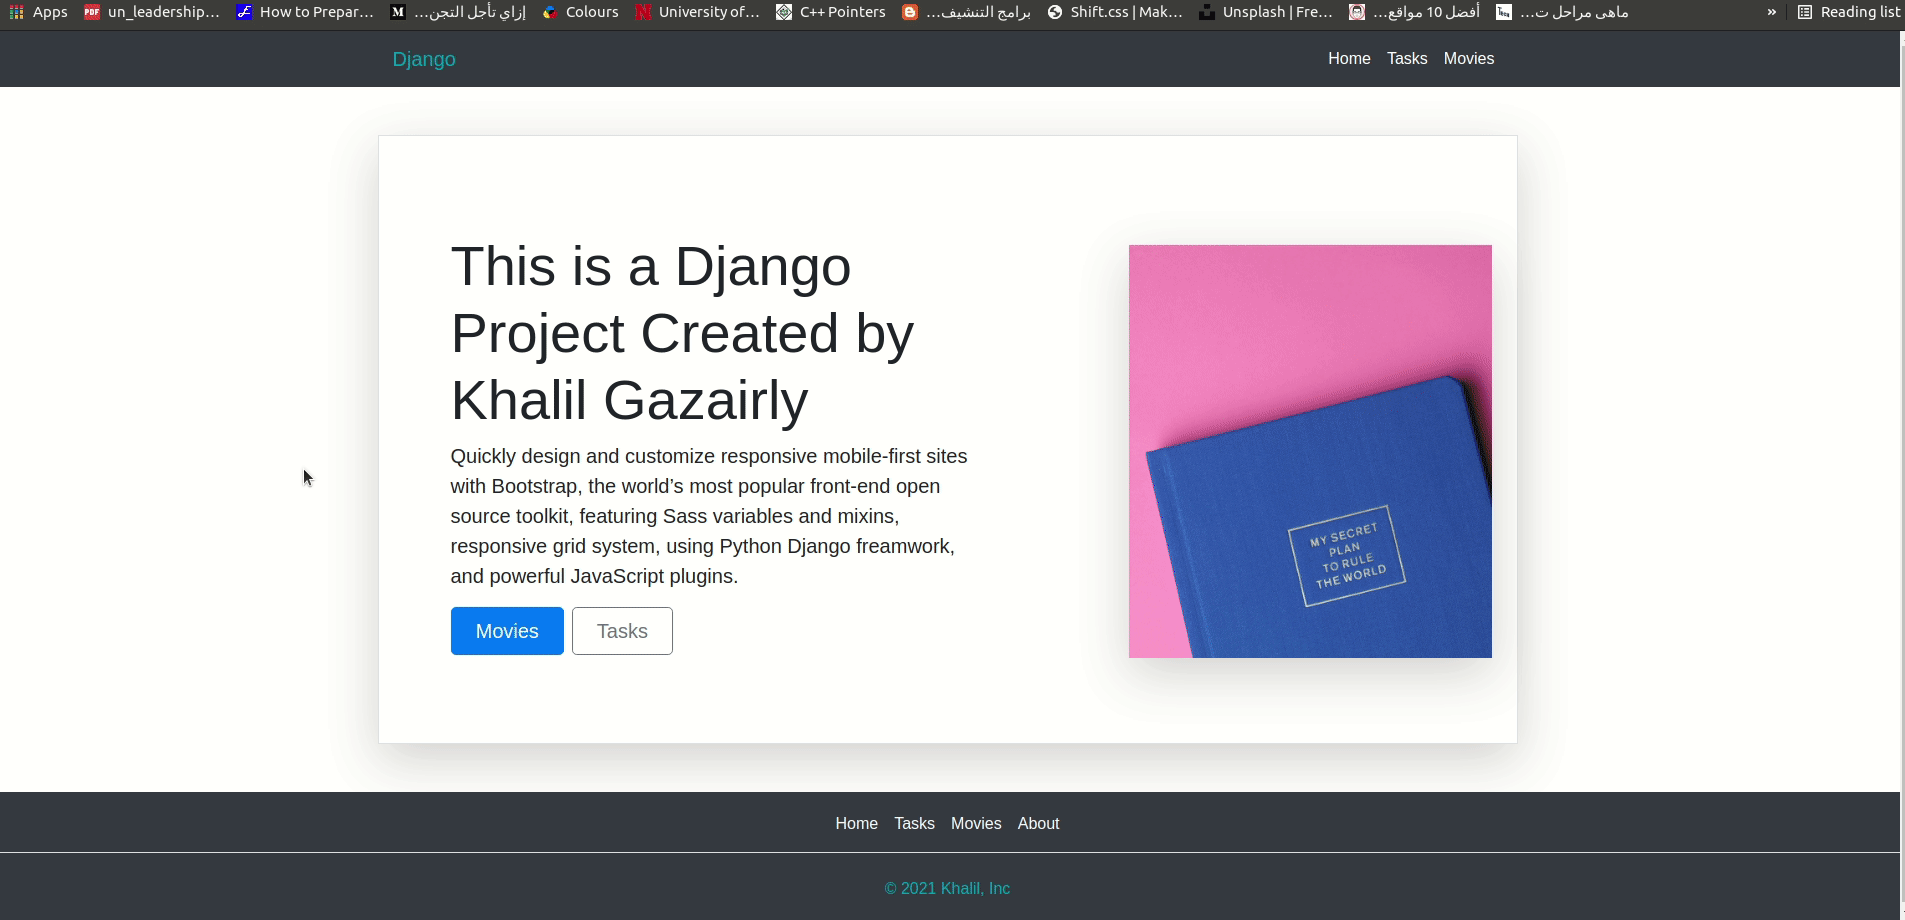 Apps
un_leadership...
How to Prepar...
إزاي تأجل التجن...
Colours
University of...
C++ Pointers
برامج التنشيف...
Shift.css | Mak...
Unsplash | Fre...
أفضل 10 مواقع...
ماهى مراحل ت...
»
Reading list
Django
Home Tasks Movies
This is a Django
Project Created by
Khalil Gazairly
Quickly design and customize responsive mobile-first sites
with Bootstrap, the world’s most popular front-end open
source toolkit, featuring Sass variables and mixins,
responsive grid system, using Python Django freamwork,
and powerful JavaScript plugins.
Movies Tasks
MY SECRET
PLAN
TO RULE
THE WORLD
Home Tasks Movies About
© 2021 Khalil, Inc